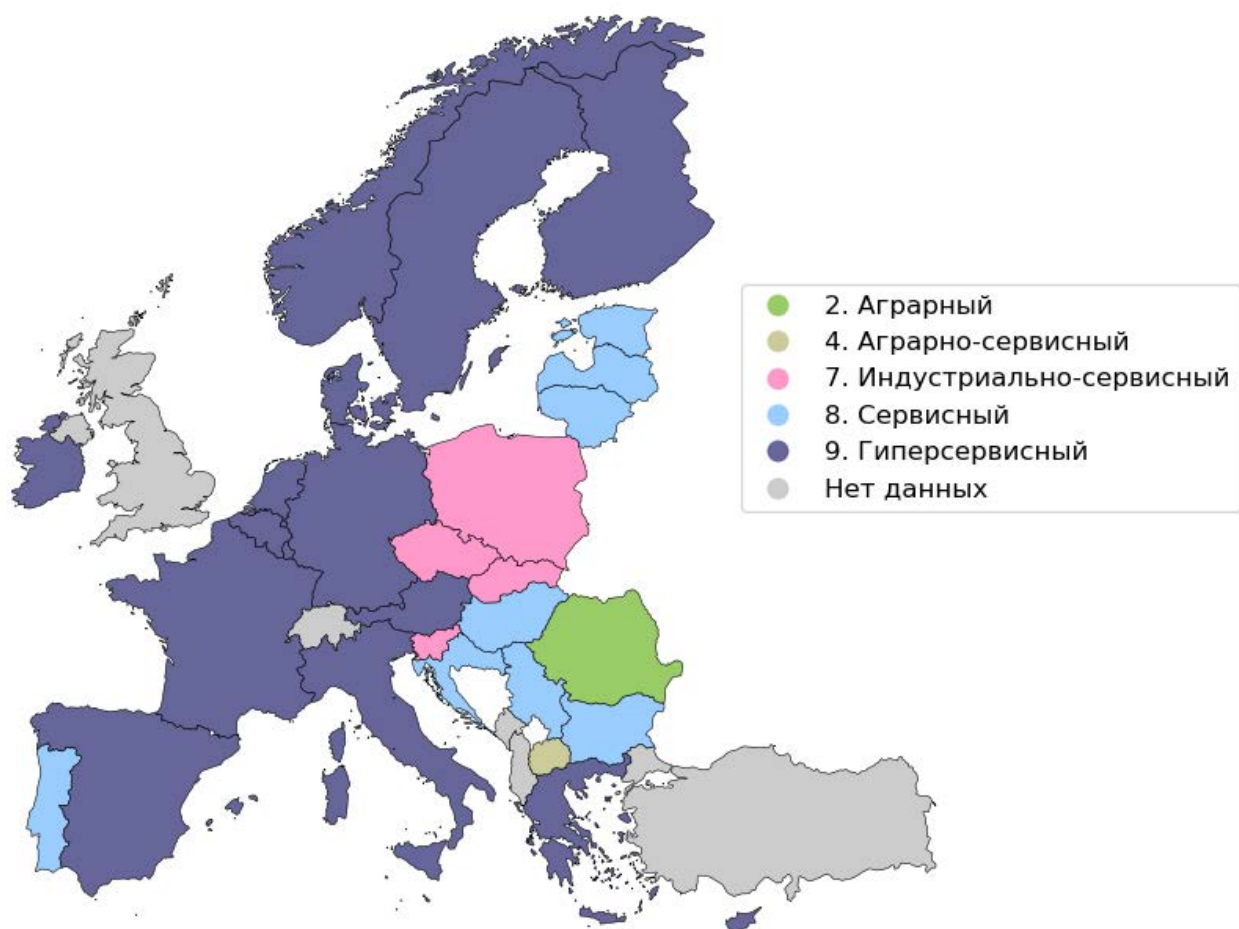 2. Аграрный
4. Аграрно-сервисный
7. Индустриально-сервисный
8. Сервисный
9. Гиперсервисный
Нет данных